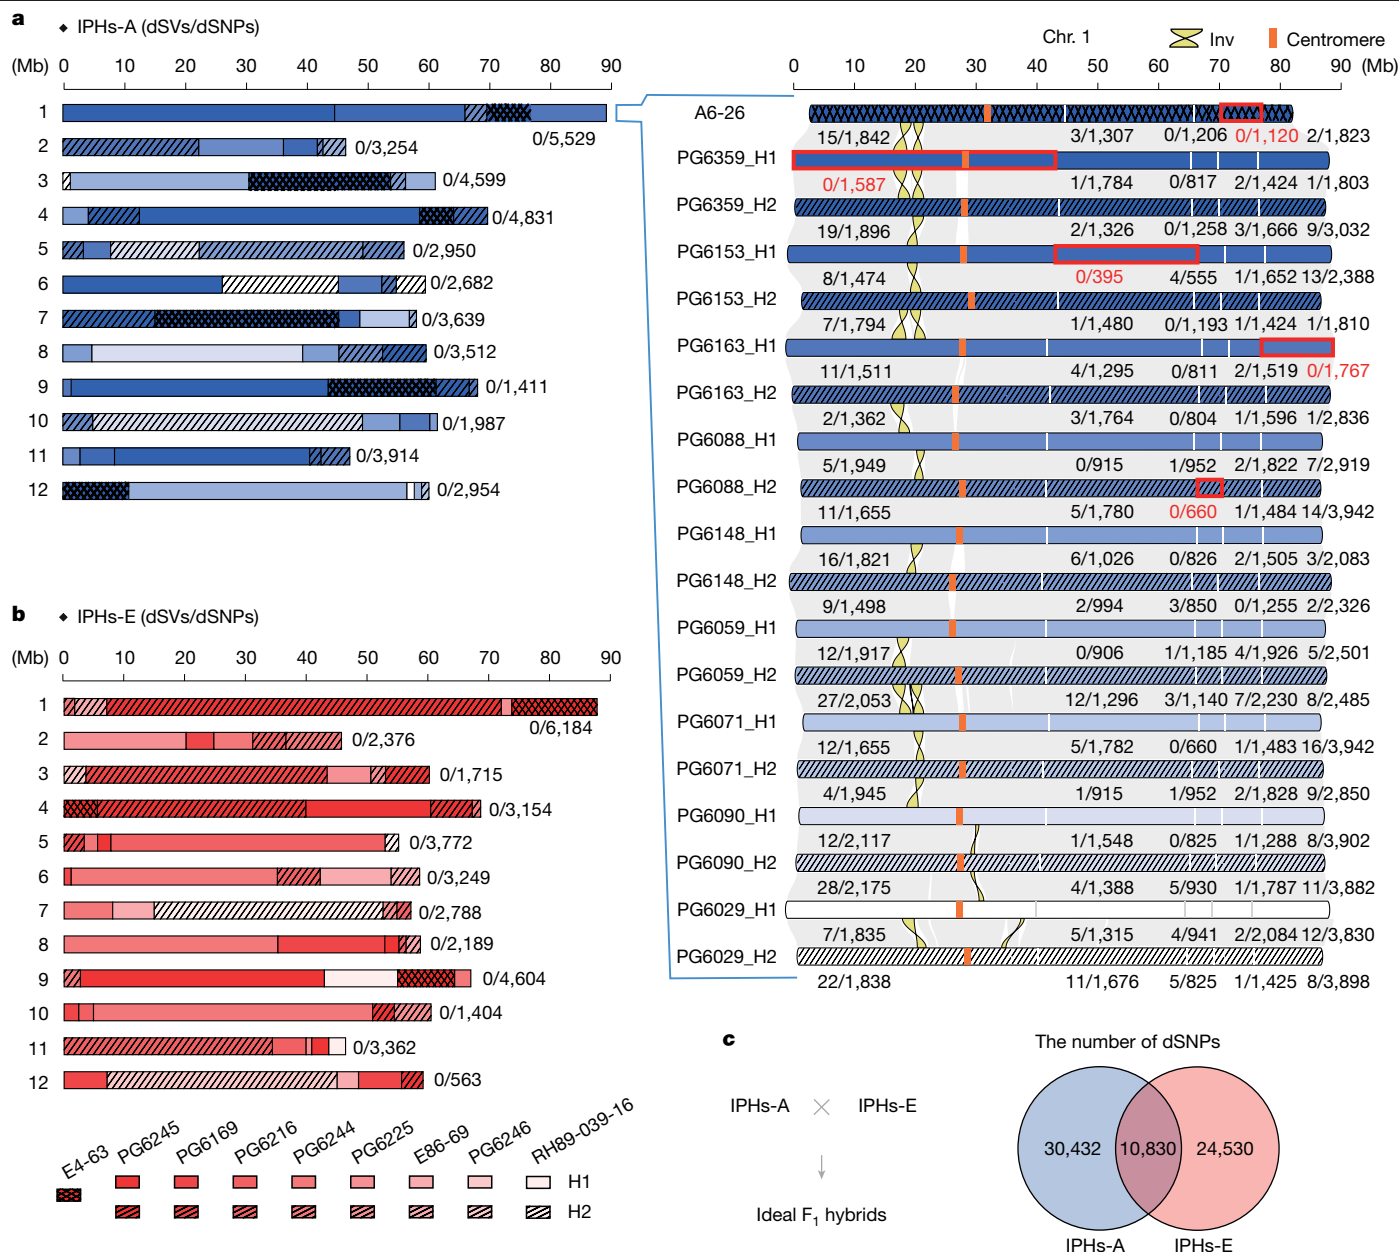 a
IPHs-A (dSVs/dSNPs)
(Mb) 0 10 20 30 40 50 60 70 80 90
1 0/5,529
2 0/3,254
3 0/4,599
4 0/4,831
5 0/2,950
6 0/2,682
7 0/3,639
8 0/3,512
9 0/1,411
10 0/1,987
11 0/3,914
12 0/2,954
Chr. 1 Inv Centromere
0 10 20 30 40 50 60 70 80 90 (Mb)
A6-26
15/1,842 3/1,307 0/1,206 0/1,120 2/1,823
PG6359_H1
0/1,587 1/1,784 0/817 2/1,424 1/1,803
PG6359_H2
19/1,896 2/1,326 0/1,258 3/1,666 9/3,032
PG6153_H1
8/1,474 0/395 4/555 1/1,652 13/2,388
PG6153_H2
7/1,794 1/1,480 0/1,193 1/1,424 1/1,810
PG6163_H1
11/1,511 4/1,295 0/811 2/1,519 0/1,767
PG6163_H2
2/1,362 3/1,764 0/804 1/1,596 1/2,836
PG6088_H1
5/1,949 0/915 1/952 2/1,822 7/2,919
PG6088_H2
11/1,655 5/1,780 0/660 1/1,484 14/3,942
PG6148_H1
16/1,821 6/1,026 0/826 2/1,505 3/2,083
PG6148_H2
9/1,498 2/994 3/850 0/1,255 2/2,326
PG6059_H1
12/1,917 0/906 1/1,185 4/1,926 5/2,501
PG6059_H2
27/2,053 12/1,296 3/1,140 7/2,230 8/2,485
PG6071_H1
12/1,655 5/1,782 0/660 1/1,483 16/3,942
PG6071_H2
4/1,945 1/915 1/952 2/1,828 9/2,850
PG6090_H1
12/2,117 1/1,548 0/825 1/1,288 8/3,902
PG6090_H2
28/2,175 4/1,388 5/930 1/1,787 11/3,882
PG6029_H1
7/1,835 5/1,315 4/941 2/2,084 12/3,830
PG6029_H2
22/1,838 11/1,676 5/825 1/1,425 8/3,898
b
IPHs-E (dSVs/dSNPs)
(Mb) 0 10 20 30 40 50 60 70 80 90
1 0/6,184
2 0/2,376
3 0/1,715
4 0/3,154
5 0/3,772
6 0/3,249
7 0/2,788
8 0/2,189
9 0/4,604
10 0/1,404
11 0/3,362
12 0/563
E4-63 PG6245 PG6169 PG6216 PG6244 PG6225 E86-69 PG6246 RH89-039-16
H1
H2
c
The number of dSNPs
IPHs-A × IPHs-E
30,432 10,830 24,530
Ideal F1 hybrids
IPHs-A IPHs-E